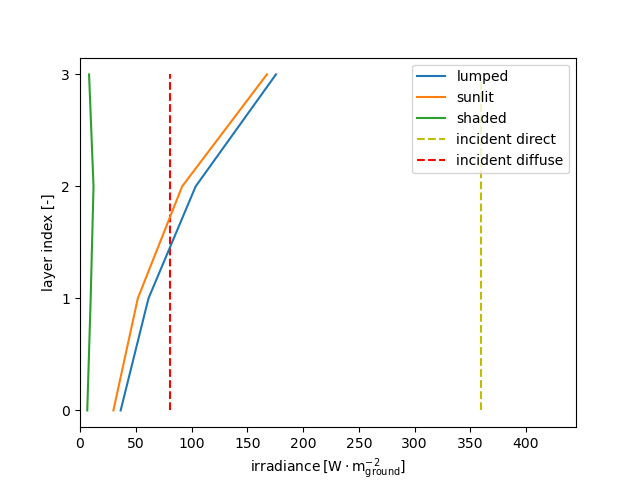 3
2
1
0
layer index [-]
0 50 100 150 200 250 300 350 400
irradiance [W · m⁻²ground]
lumped
sunlit
shaded
incident direct
incident diffuse